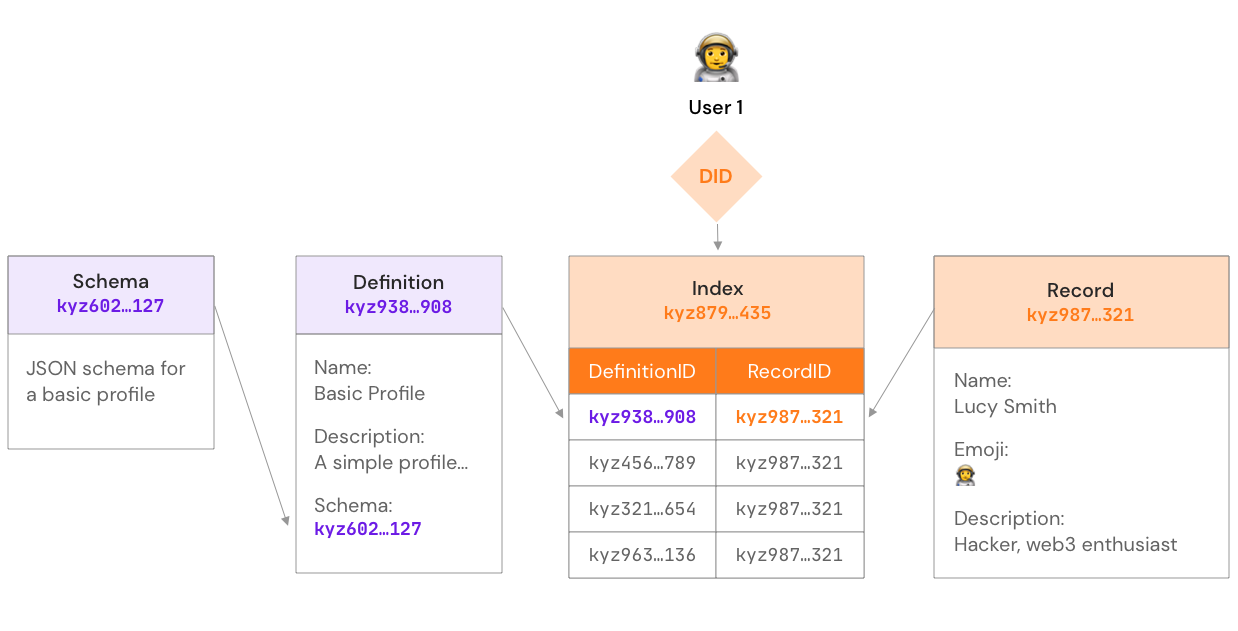 User 1
DID
Schema
kyz602…127
JSON schema for
a basic profile
Definition
kyz938…908
Name:
Basic Profile
Description:
A simple profile…
Schema:
kyz602…127
Index
kyz879…435
DefinitionID RecordID
kyz938…908 kyz987…321
kyz456…789 kyz987…321
kyz321…654 kyz987…321
kyz963…136 kyz987…321
Record
kyz987…321
Name:
Lucy Smith
Emoji:
Description:
Hacker, web3 enthusiast